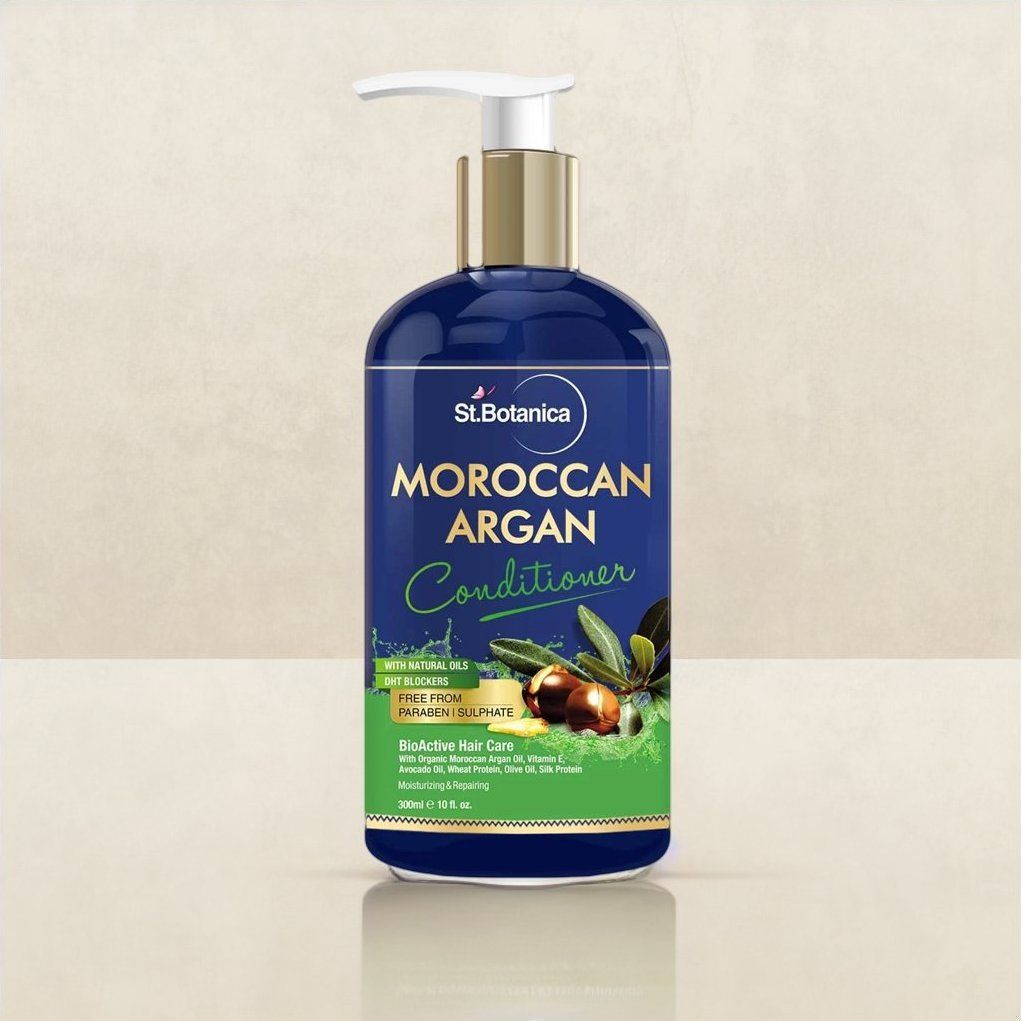 St.Botanica
MOROCCAN
ARGAN
Conditioner
WITH NATURAL OILS
DHT BLOCKERS
FREE FROM
PARABEN | SULPHATE
BioActive Hair Care
With Organic Moroccan Argan Oil, Vitamin E,
Avocado Oil, Wheat Protein, Olive Oil, Silk Protein
Moisturizing & Repairing
300ml ℮ 10 fl. oz.